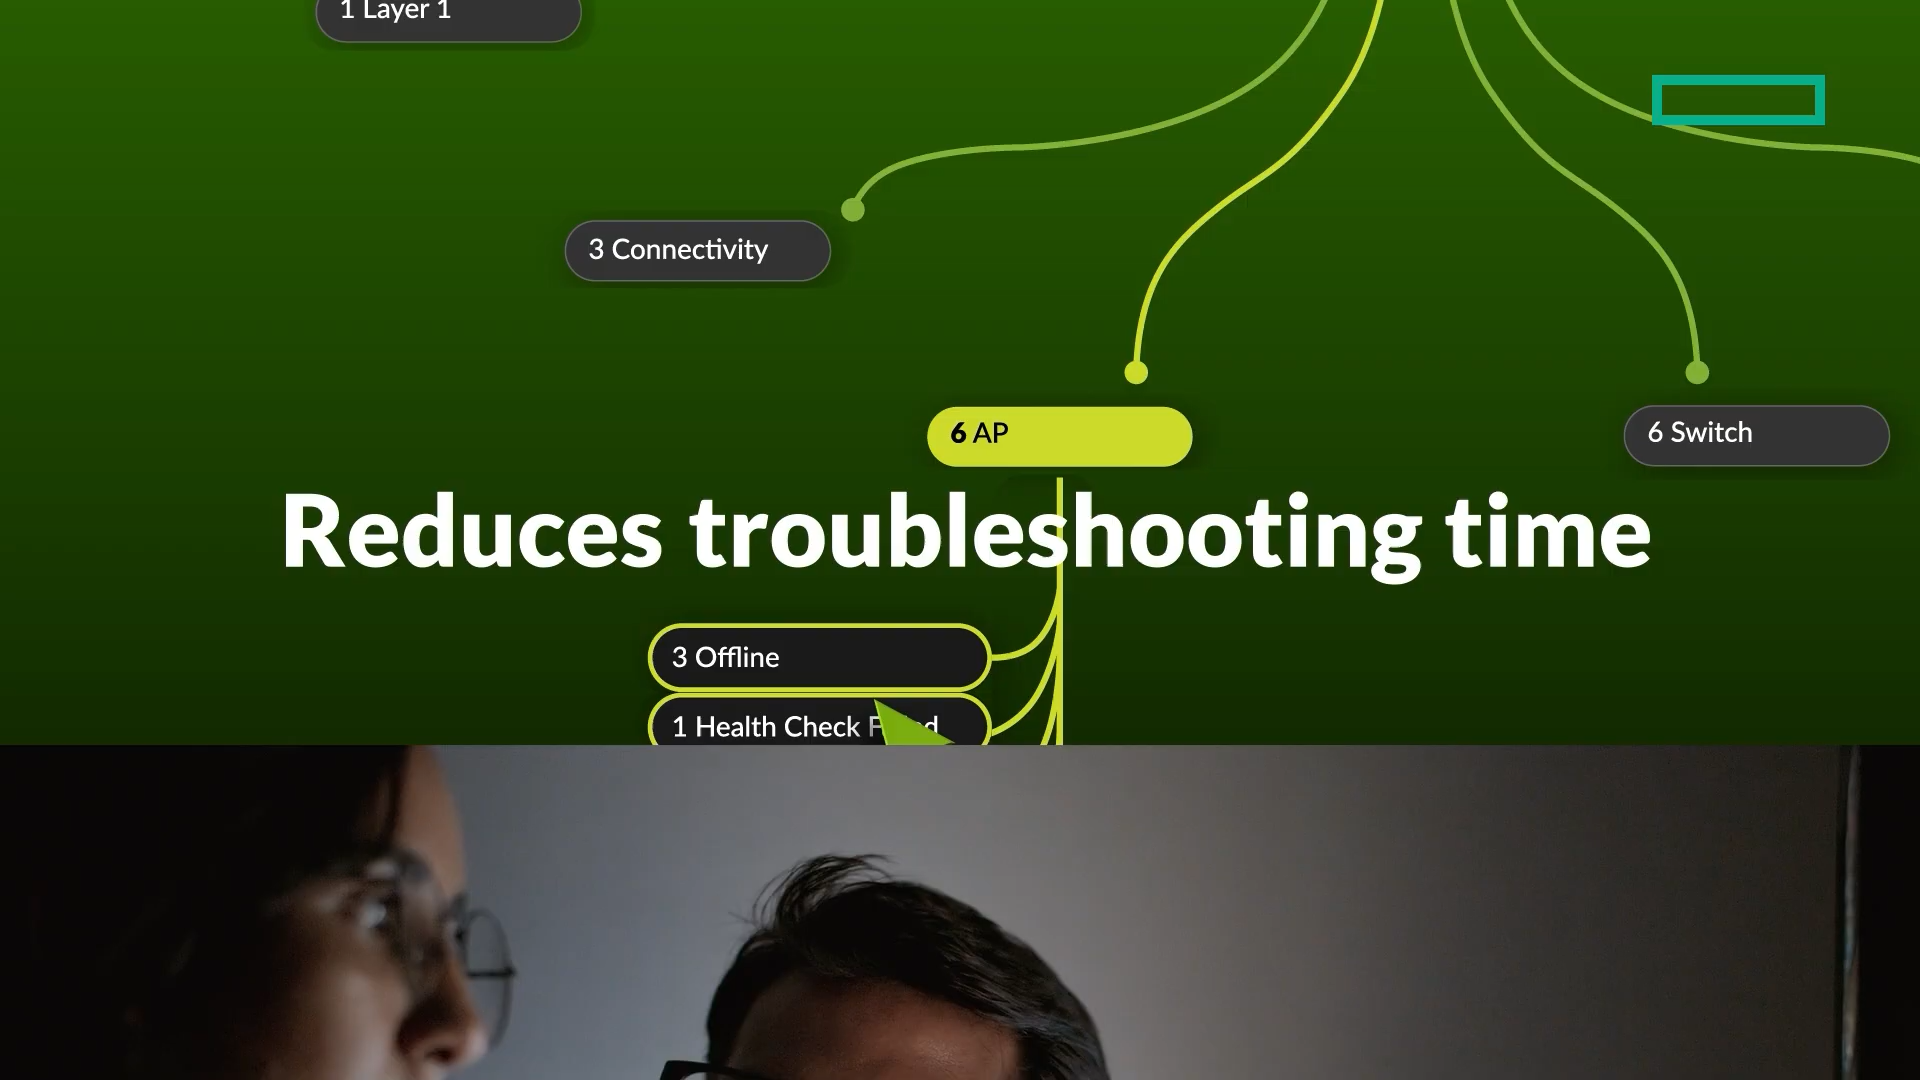 1 Layer 1
3 Connectivity
6 AP
6 Switch
Reduces troubleshooting time
3 Offline
1 Health Check